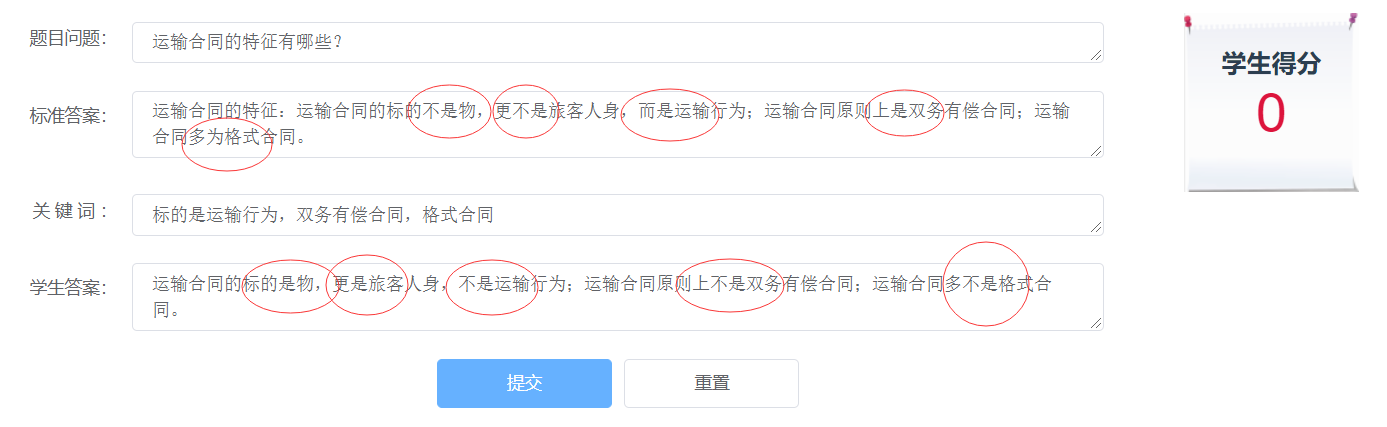 题目问题:
运输合同的特征有哪些?
学生得分
0
标准答案:
运输合同的特征: 运输合同的标的不是物, 更不是旅客人身, 而是运输行为; 运输合同原则上是双务有偿合同; 运输
合同多为格式合同。
关 键 词 :
标的是运输行为, 双务有偿合同, 格式合同
学生答案:
运输合同的标的是物, 更是旅客人身, 不是运输行为; 运输合同原则上不是双务有偿合同; 运输合同多不是格式合
同。
提交
重置